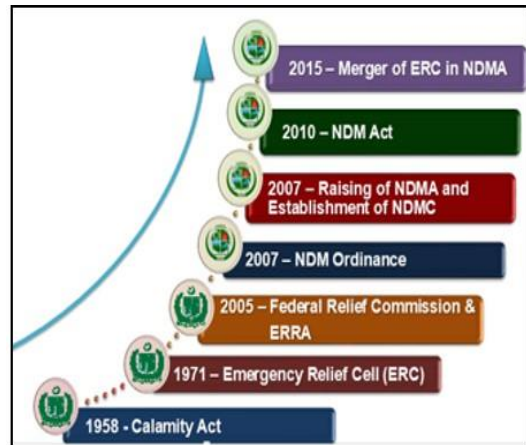 2015 – Merger of ERC in NDMA
2010 – NDM Act
2007 – Raising of NDMA and
Establishment of NDMC
2007 – NDM Ordinance
2005 – Federal Relief Commission &
ERRA
1971 – Emergency Relief Cell (ERC)
1958 - Calamity Act